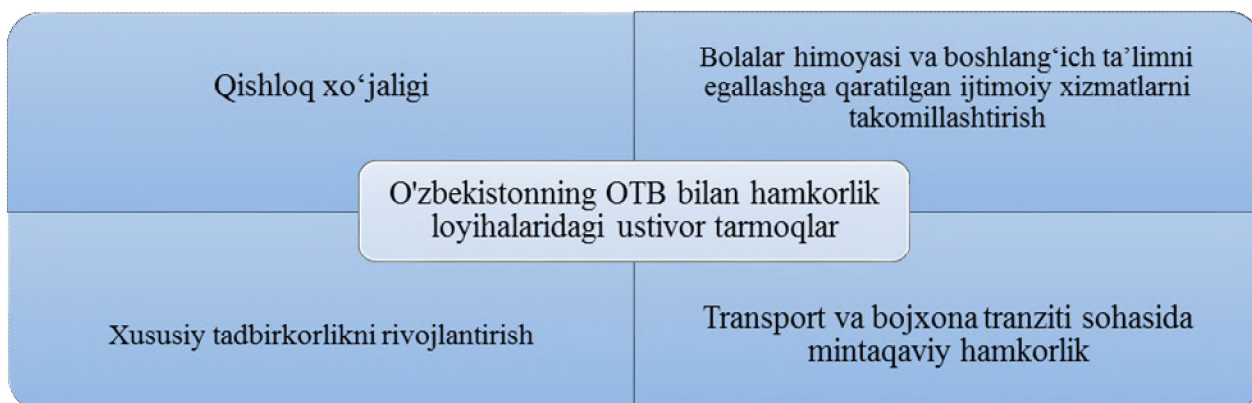 Qishloq xo‘jaligi
Bolalar himoyasi va boshlang‘ich ta’limni
egallashga qaratilgan ijtimoiy xizmatlarni
takomillashtirish
O'zbekistonning OTB bilan hamkorlik
loyihalaridagi ustivor tarmoqlar
Xususiy tadbirkorlikni rivojlantirish
Transport va bojxona tranziti sohasida
mintaqaviy hamkorlik